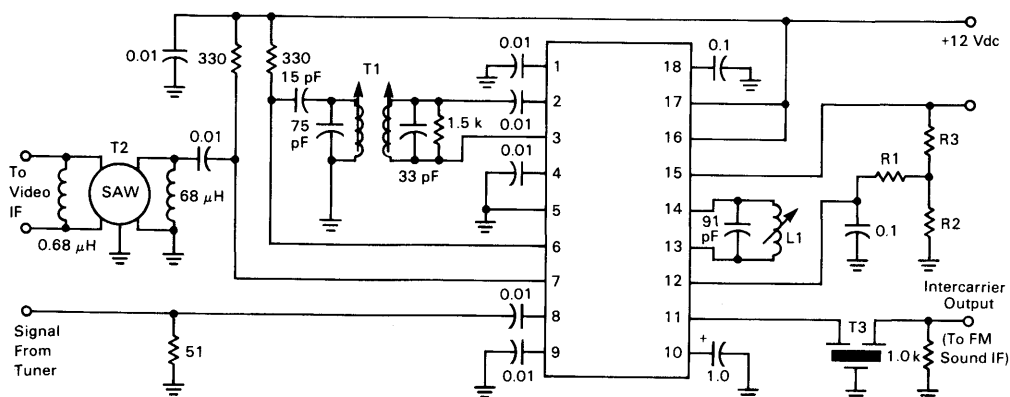 0.01
330
330
+12 Vdc
0.01
0.1
15 pF
T1
1
18
75 pF
33 pF
1.5 k
2
17
0.01
3
16
0.01
4
15
R3
R1
R2
0.1
5
14
91 pF
L1
6
13
7
12
0.01
T2
To Video IF
SAW
68 µH
0.68 µH
0.01
8
11
T3
1.0 k
Intercarrier Output
(To FM Sound IF)
Signal From Tuner
51
0.01
9
10
+
1.0